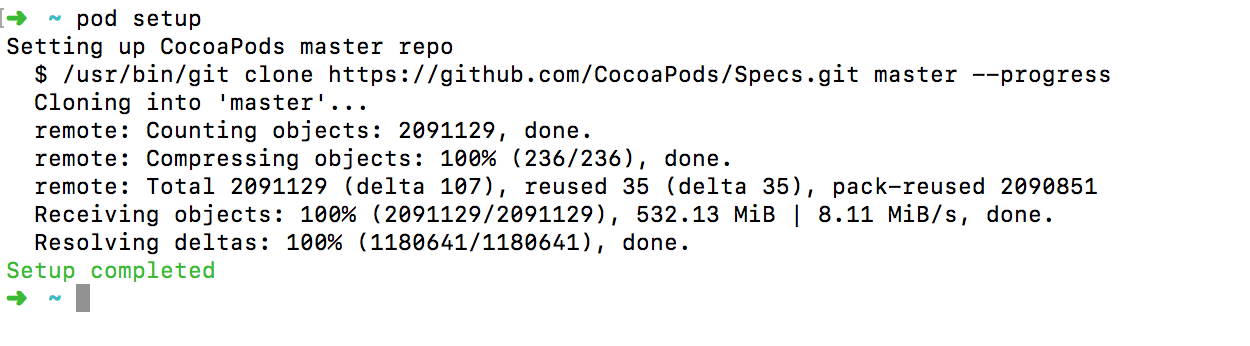 [➜  ~ pod setup
Setting up CocoaPods master repo
  $ /usr/bin/git clone https://github.com/CocoaPods/Specs.git master --progress
  Cloning into 'master'...
  remote: Counting objects: 2091129, done.
  remote: Compressing objects: 100% (236/236), done.
  remote: Total 2091129 (delta 107), reused 35 (delta 35), pack-reused 2090851
  Receiving objects: 100% (2091129/2091129), 532.13 MiB | 8.11 MiB/s, done.
  Resolving deltas: 100% (1180641/1180641), done.
Setup completed
➜  ~